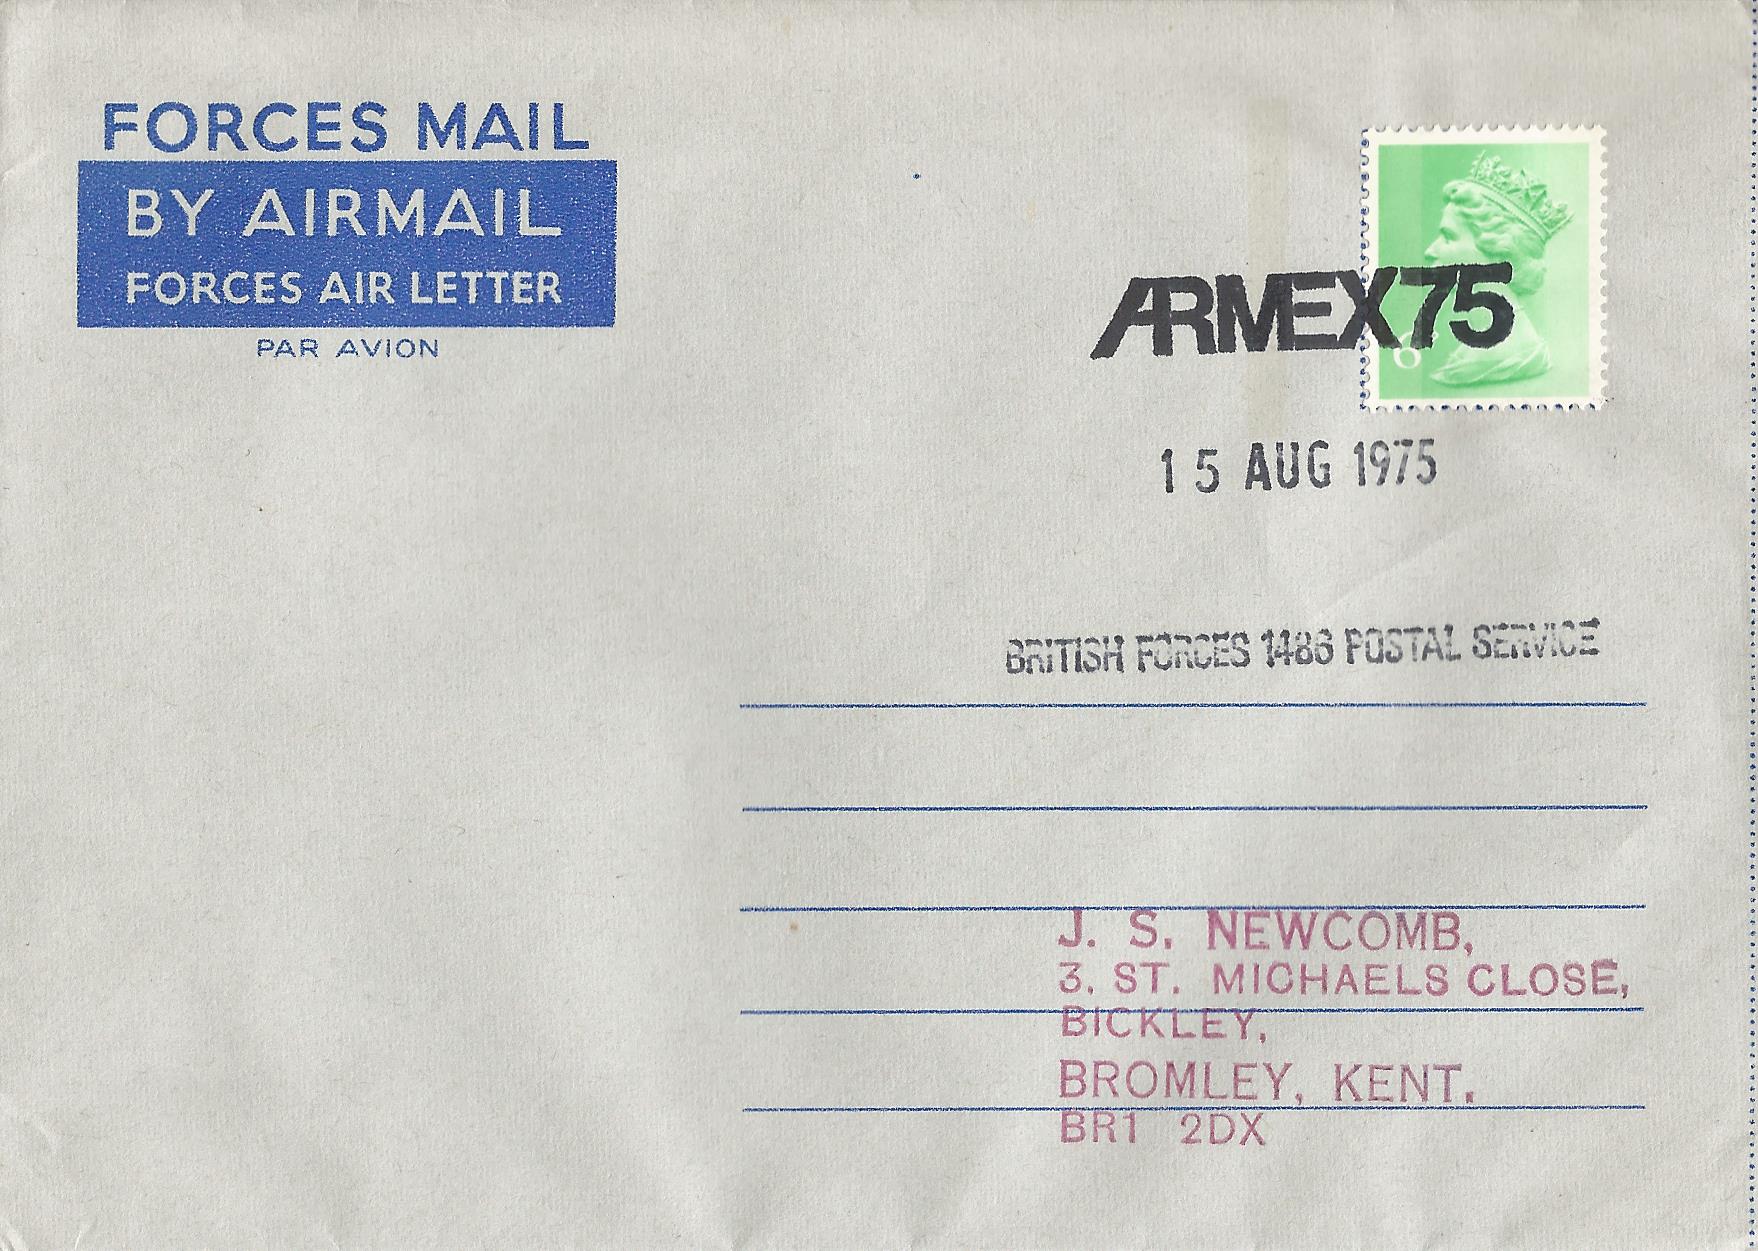 FORCES MAIL
BY AIRMAIL
FORCES AIR LETTER
PAR AVION
ARMEX75
15 AUG 1975
BRITISH FORCES 1486 POSTAL SERVICE
J. S. NEWCOMB,
3. ST. MICHAELS CLOSE,
BICKLEY,
BROMLEY, KENT.
BR1 2DX